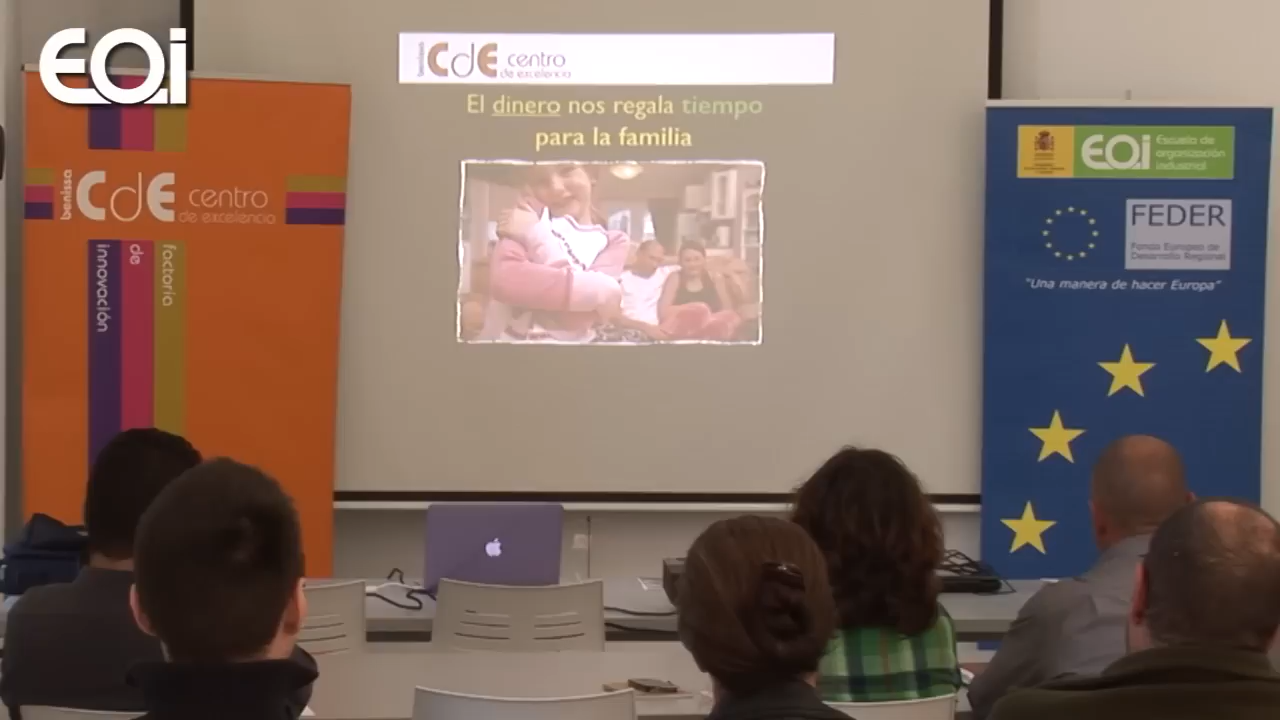 EOi
benissa
CdE centro
de excelencia
El dinero nos regala tiempo
para la familia
benissa
CdE centro
de excelencia
factoría
de
innovación
EOi Escuela de
organización
industrial
FEDER
Fondo Europeo de
Desarrollo Regional
"Una manera de hacer Europa"